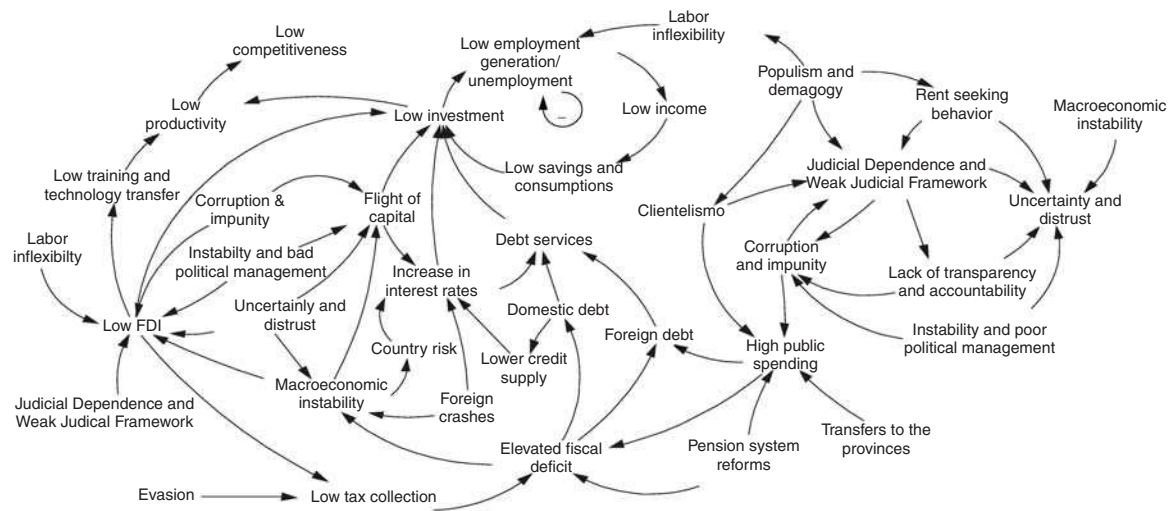 Low
competitiveness
Low employment
generation/
unemployment
Labor
inflexibility
Populism and
demagogy
Rent seeking
behavior
Macroeconomic
instability
Low
productivity
Low investment
–
Low income
Low training and
technology transfer
Low savings and
consumptions
Judicial Dependence and
Weak Judicial Framework
Corruption &
impunity
Flight of
capital
Clientelismo
Uncertainty and
distrust
Labor
inflexibilty
Instabilty and bad
political management
Debt services
Corruption
and impunity
Lack of transparency
and accountability
Increase in
interest rates
Uncertainly and
distrust
Domestic debt
Low FDI
Foreign debt
High public
spending
Instability and poor
political management
Country risk
Lower credit
supply
Macroeconomic
instability
Foreign
crashes
Judicial Dependence and
Weak Judical Framework
Elevated fiscal
deficit
Pension system
reforms
Transfers to the
provinces
Evasion
Low tax collection